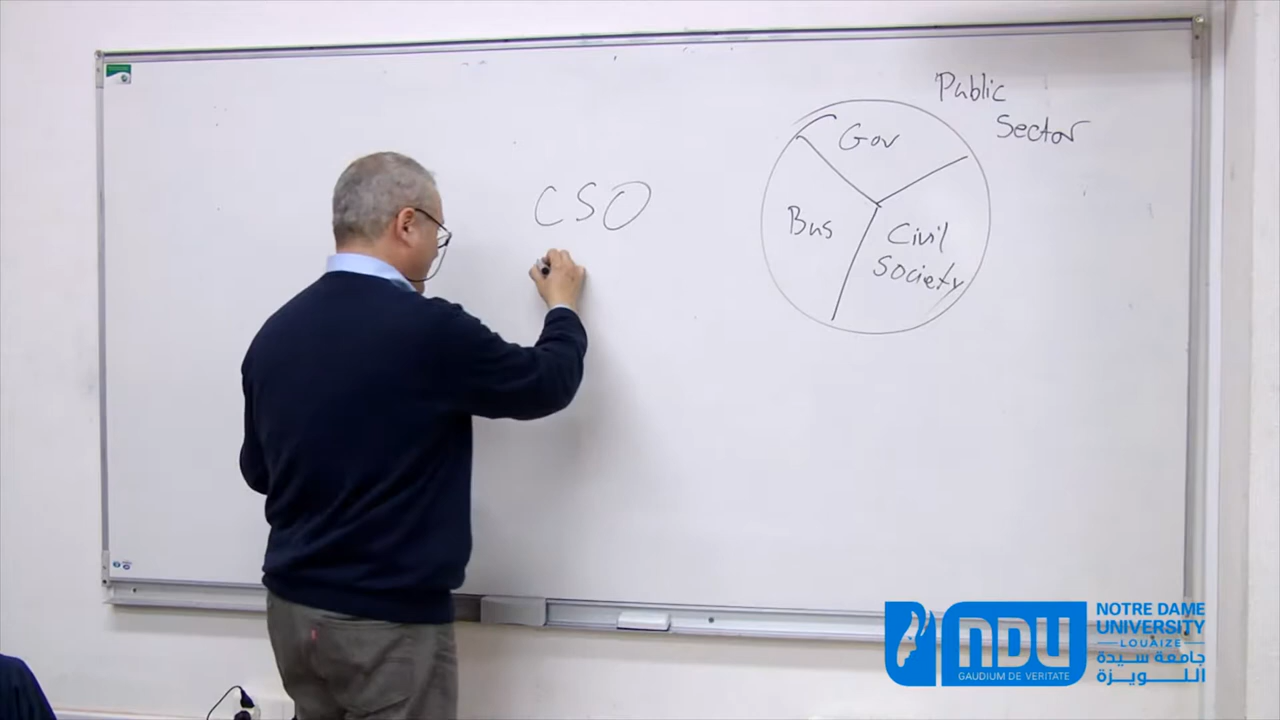 CSO
Public
Sector
Gov
Bus
Civil
Society
NDU
GAUDIUM DE VERITATE
NOTRE DAME
UNIVERSITY
LOUAIZE
جامعة سيدة
اللويزة